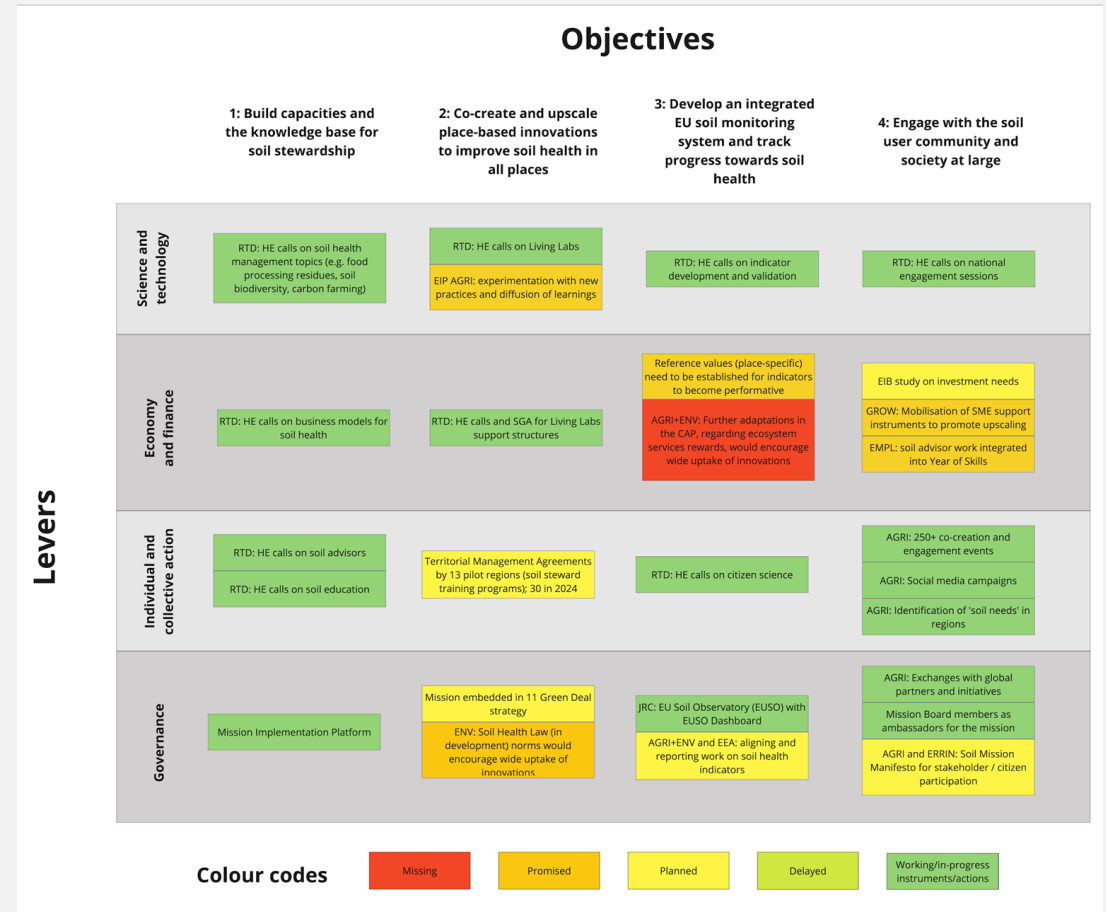 Objectives
1: Build capacities and
the knowledge base for
soil stewardship
2: Co-create and upscale
place-based innovations
to improve soil health in
all places
3: Develop an integrated
EU soil monitoring
system and track
progress towards soil
health
4: Engage with the soil
user community and
society at large
Levers
Science and
technology
RTD: HE calls on soil health
management topics (e.g. food
processing residues, soil
biodiversity, carbon farming)
RTD: HE calls on Living Labs
EIP AGRI: experimentation with new
practices and diffusion of learnings
RTD: HE calls on indicator
development and validation
RTD: HE calls on national
engagement sessions
Economy
and finance
RTD: HE calls on business models for
soil health
RTD: HE calls and SGA for Living Labs
support structures
Reference values (place-specific)
need to be established for indicators
to become performative
AGRI+ENV: Further adaptations in
the CAP, regarding ecosystem
services rewards, would encourage
wide uptake of innovations
EIB study on investment needs
GROW: Mobilisation of SME support
instruments to promote upscaling
EMPL: soil advisor work integrated
into Year of Skills
Individual and
collective action
RTD: HE calls on soil advisors
RTD: HE calls on soil education
Territorial Management Agreements
by 13 pilot regions (soil steward
training programs); 30 in 2024
RTD: HE calls on citizen science
AGRI: 250+ co-creation and
engagement events
AGRI: Social media campaigns
AGRI: Identification of 'soil needs' in
regions
Governance
Mission Implementation Platform
Mission embedded in 11 Green Deal
strategy
ENV: Soil Health Law (in
development) norms would
encourage wide uptake of
innovations
JRC: EU Soil Observatory (EUSO) with
EUSO Dashboard
AGRI+ENV and EEA: aligning and
reporting work on soil health
indicators
AGRI: Exchanges with global
partners and initiatives
Mission Board members as
ambassadors for the mission
AGRI and ERRIN: Soil Mission
Manifesto for stakeholder / citizen
participation
Colour codes
Missing
Promised
Planned
Delayed
Working/in-progress
instruments/actions